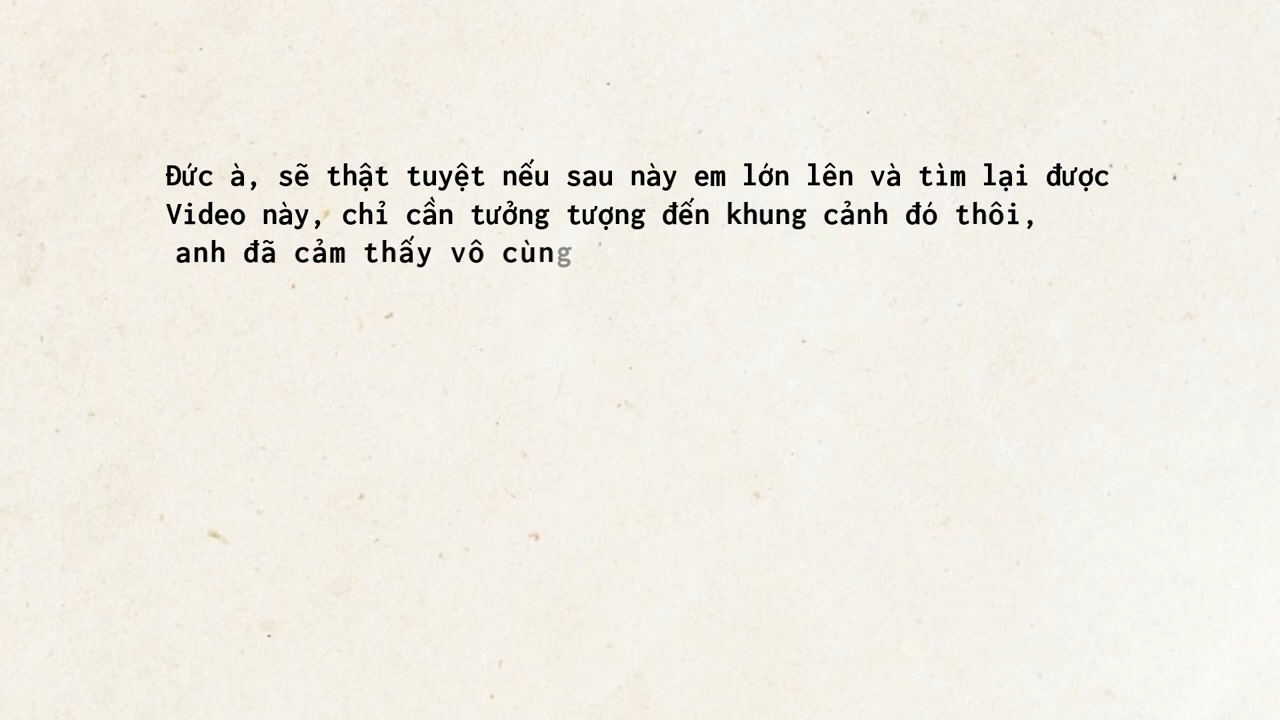 Đức à, sẽ thật tuyệt nếu sau này em lớn lên và tìm lại được
Video này, chỉ cần tưởng tượng đến khung cảnh đó thôi,
anh đã cảm thấy vô cùng